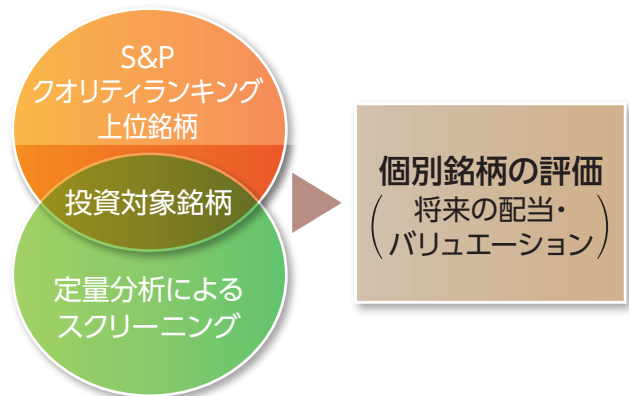 S&P
クオリティランキング
上位銘柄
投資対象銘柄
定量分析による
スクリーニング
個別銘柄の評価
(将来の配当・
バリュエーション)